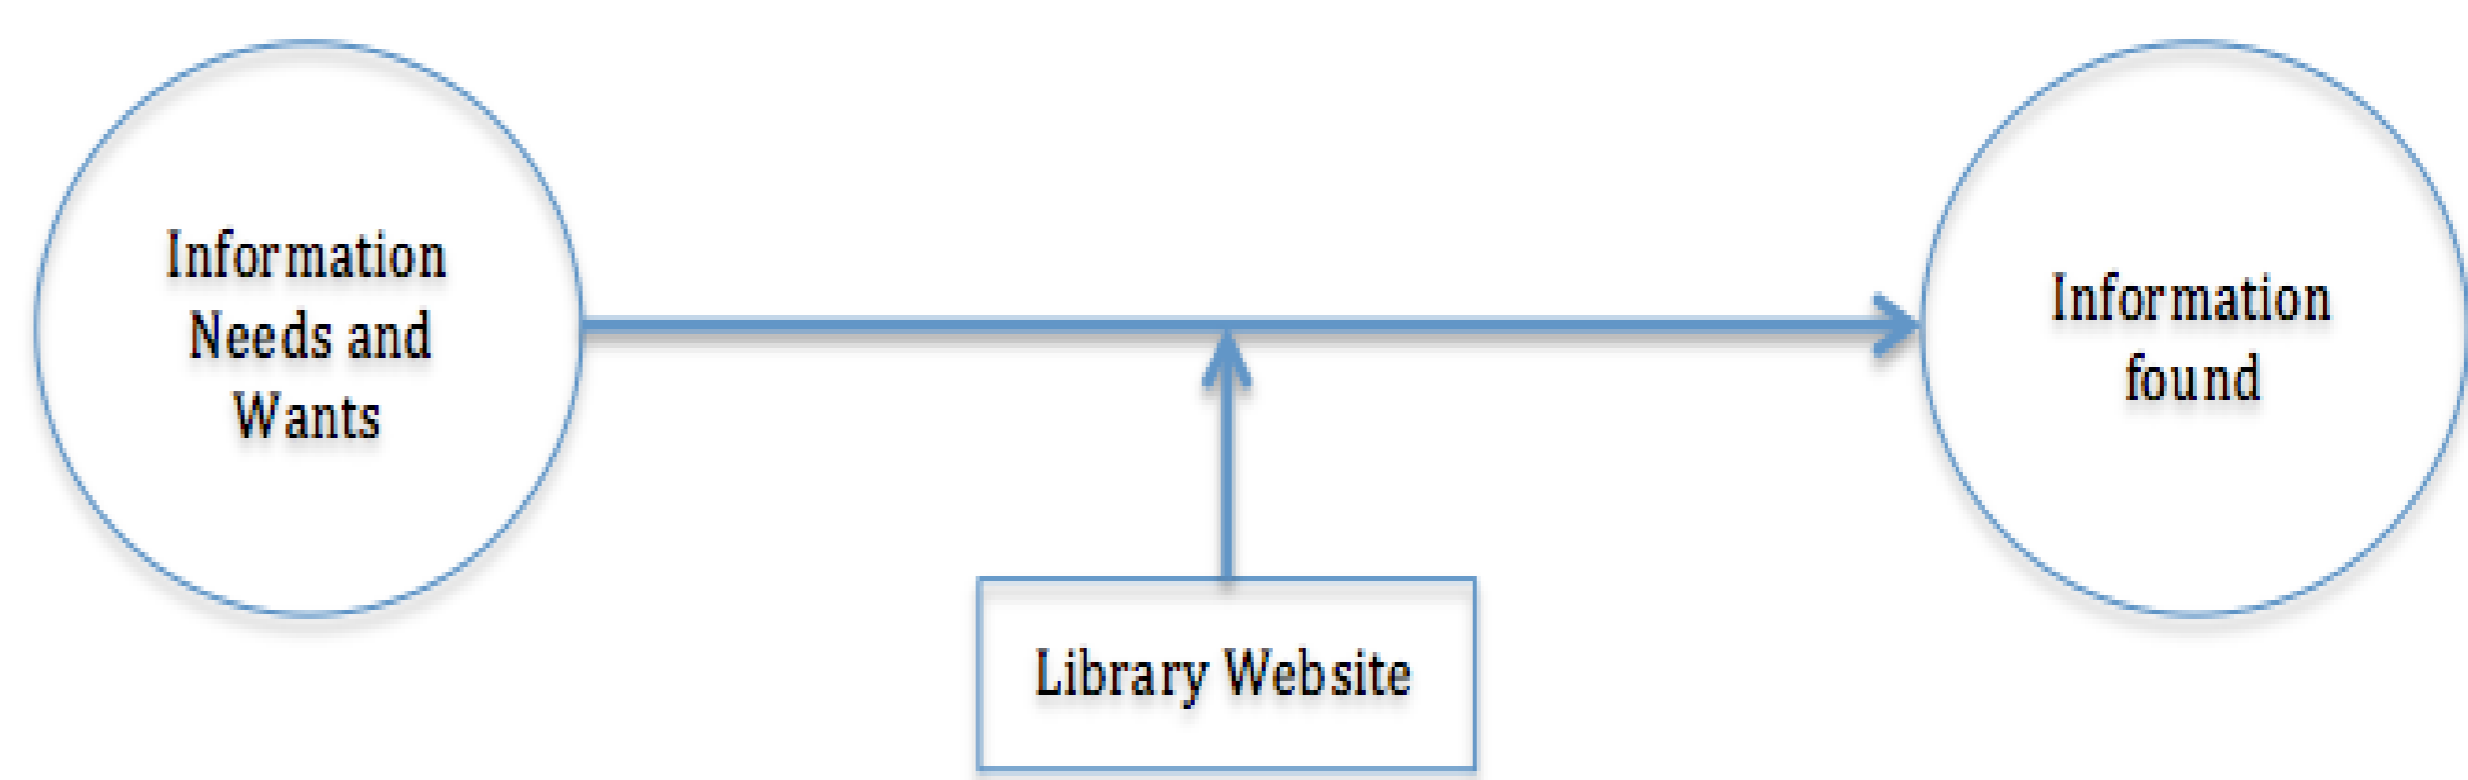 Information
Needs and
Wants
Information
found
Library Website